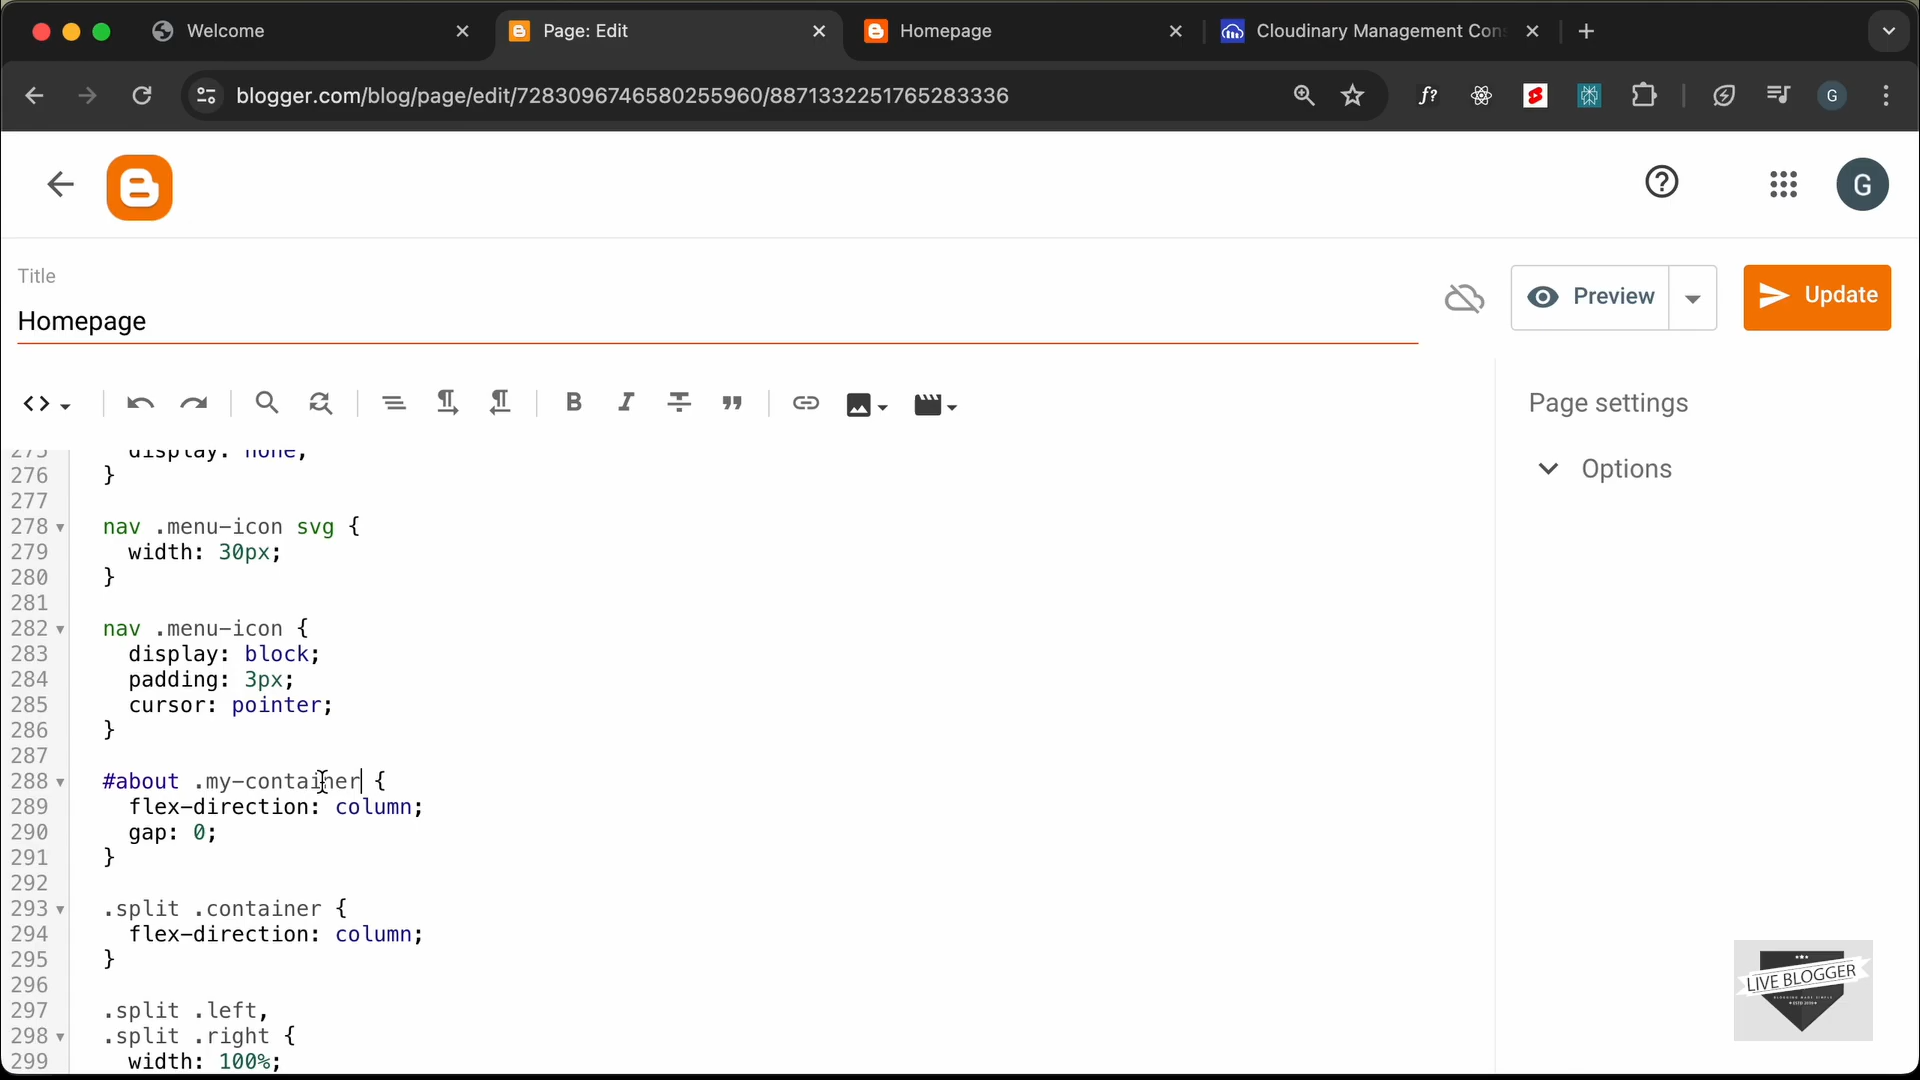 Welcome
Page: Edit
Homepage
Cloudinary Management Con
blogger.com/blog/page/edit/7283096746580255960/8871332251765283336
f?
G
G
Title
Homepage
Preview
Update
Page settings
Options
275 display: none;
276 }
277
278 nav .menu-icon svg {
279 width: 30px;
280 }
281
282 nav .menu-icon {
283 display: block;
284 padding: 3px;
285 cursor: pointer;
286 }
287
288 #about .my-container {
289 flex-direction: column;
290 gap: 0;
291 }
292
293 .split .container {
294 flex-direction: column;
295 }
296
297 .split .left,
298 .split .right {
299 width: 100%;
LIVE BLOGGER